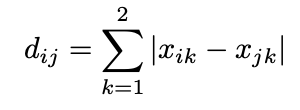 $d_{ij} = \sum_{k=1}^{2} |x_{ik} - x_{jk}|$